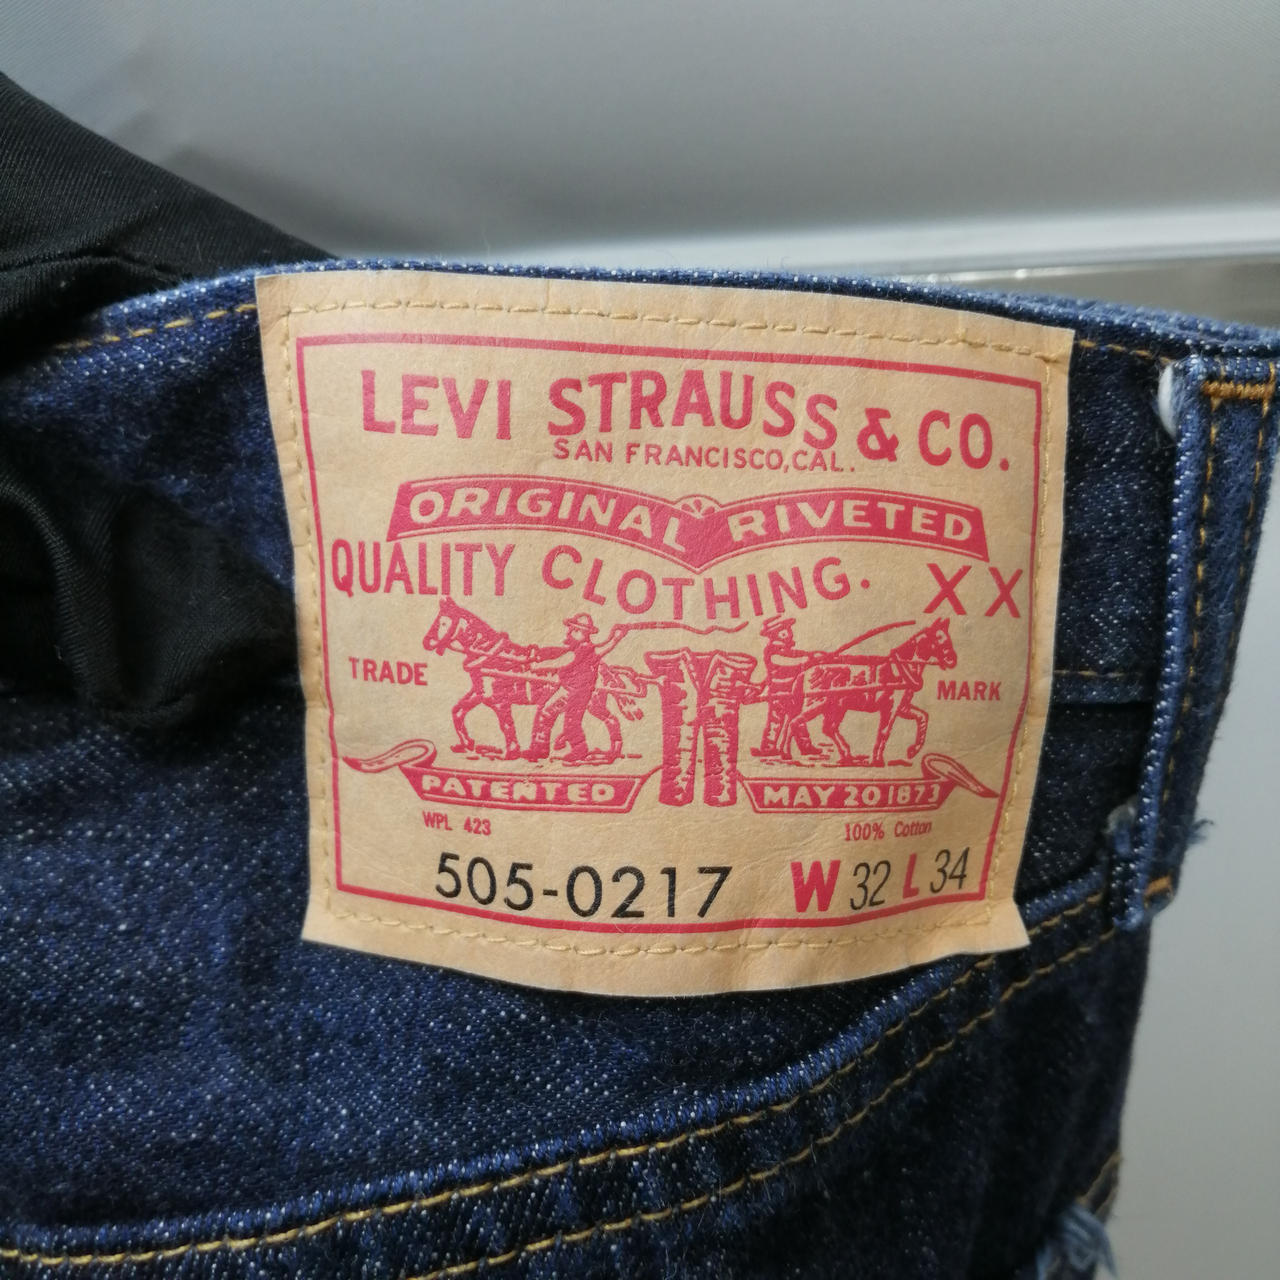 LEVI STRAUSS & CO.
SAN FRANCISCO, CAL.
ORIGINAL RIVETED
QUALITY CLOTHING. XX
TRADE MARK
PATENTED MAY 20 1873
WPL 423 100% Cotton
505-0217 W 32 L 34